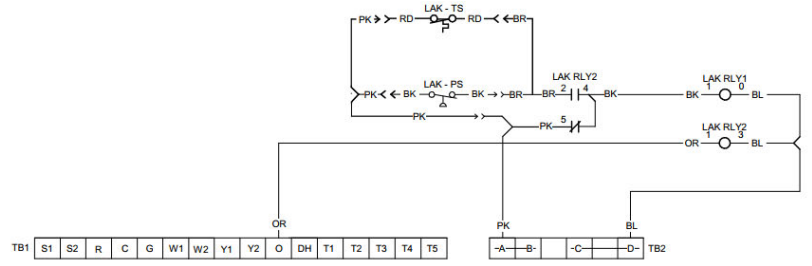 LAK - TS
PK RD RD BR
LAK - PS
PK BK BK BR BR
LAK RLY2
2 4
BK
LAK RLY1
BK 1 0 BL
PK
PK 5
LAK RLY2
OR 1 3 BL
OR PK BL
TB1 S1 S2 R C G W1 W2 Y1 Y2 O DH T1 T2 T3 T4 T5
A B C D TB2